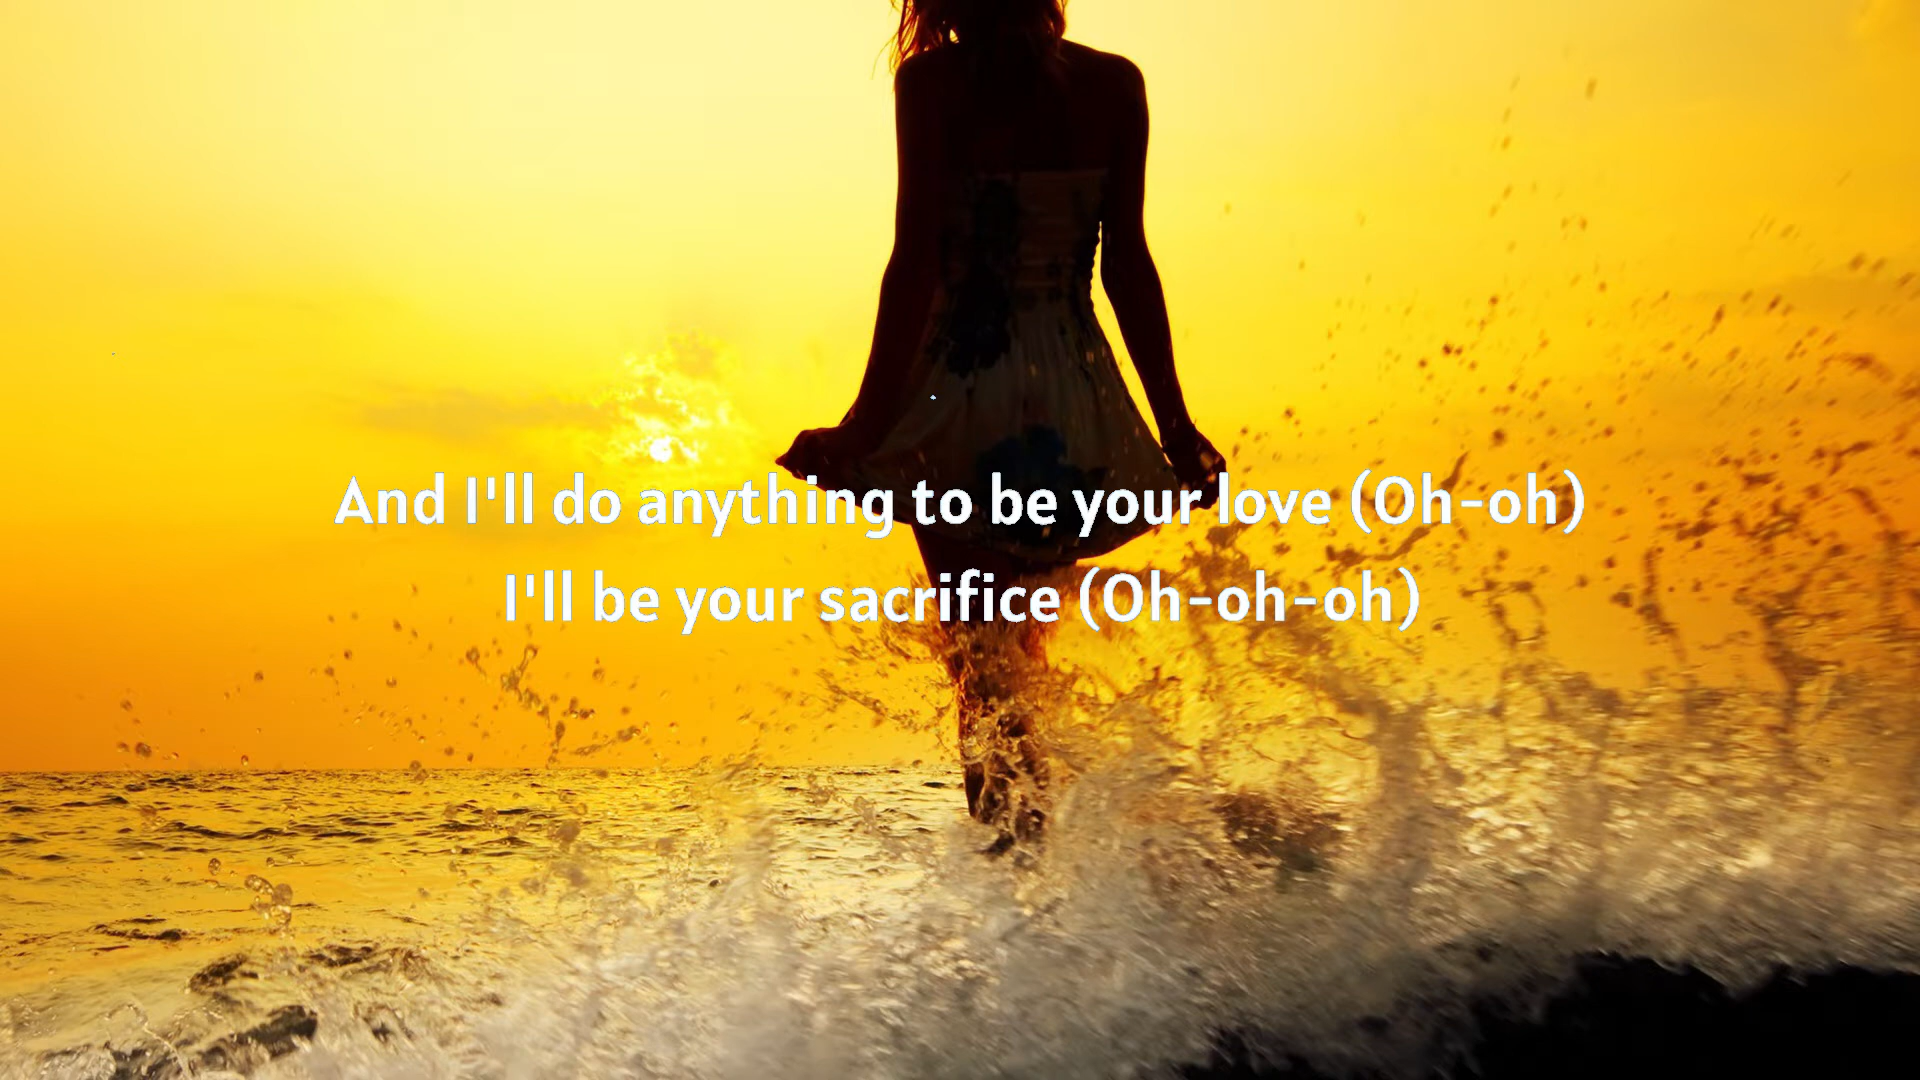 And I'll do anything to be your love (Oh-oh)
I'll be your sacrifice (Oh-oh-oh)